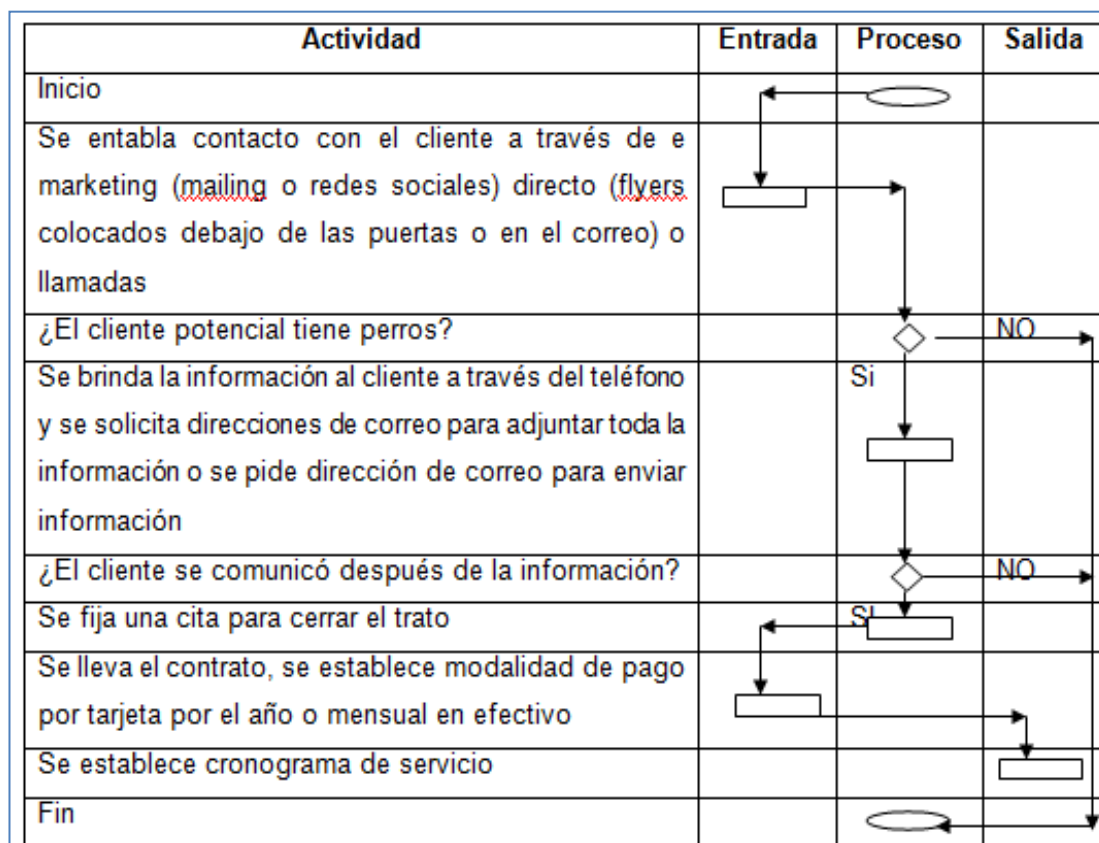 Actividad Entrada Proceso Salida
Inicio
Se entabla contacto con el cliente a través de e
marketing (mailing o redes sociales) directo (flyers
colocados debajo de las puertas o en el correo) o
llamadas
¿El cliente potencial tiene perros? NO
Se brinda la información al cliente a través del teléfono Si
y se solicita direcciones de correo para adjuntar toda la
información o se pide dirección de correo para enviar
información
¿El cliente se comunicó después de la información? NO
Se fija una cita para cerrar el trato SI
Se lleva el contrato, se establece modalidad de pago
por tarjeta por el año o mensual en efectivo
Se establece cronograma de servicio
Fin